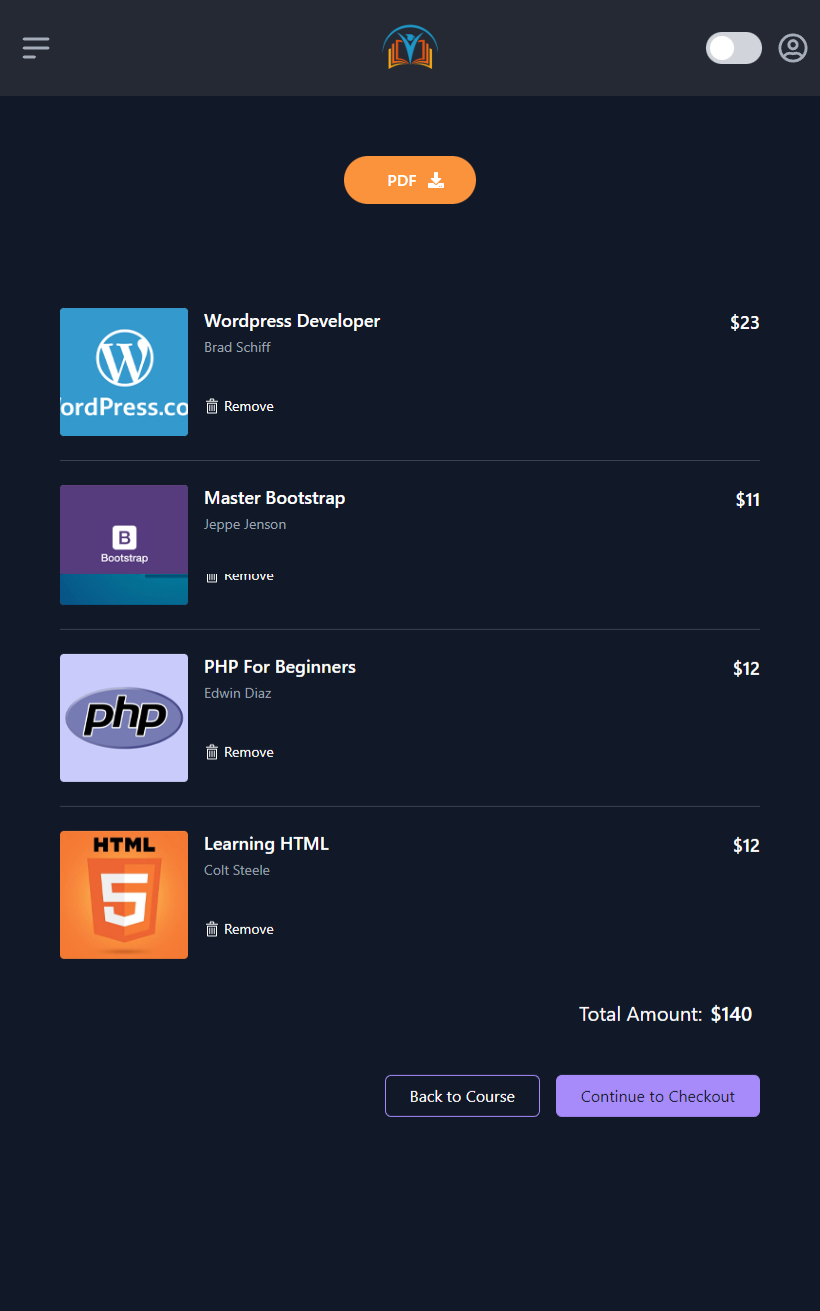 PDF
Wordpress Developer
$23
Brad Schiff
Remove
Master Bootstrap
$11
Jeppe Jenson
B
Bootstrap
Remove
PHP For Beginners
$12
Edwin Diaz
php
Remove
Learning HTML
$12
HTML
Colt Steele
5
Remove
Total Amount: $140
Back to Course
Continue to Checkout